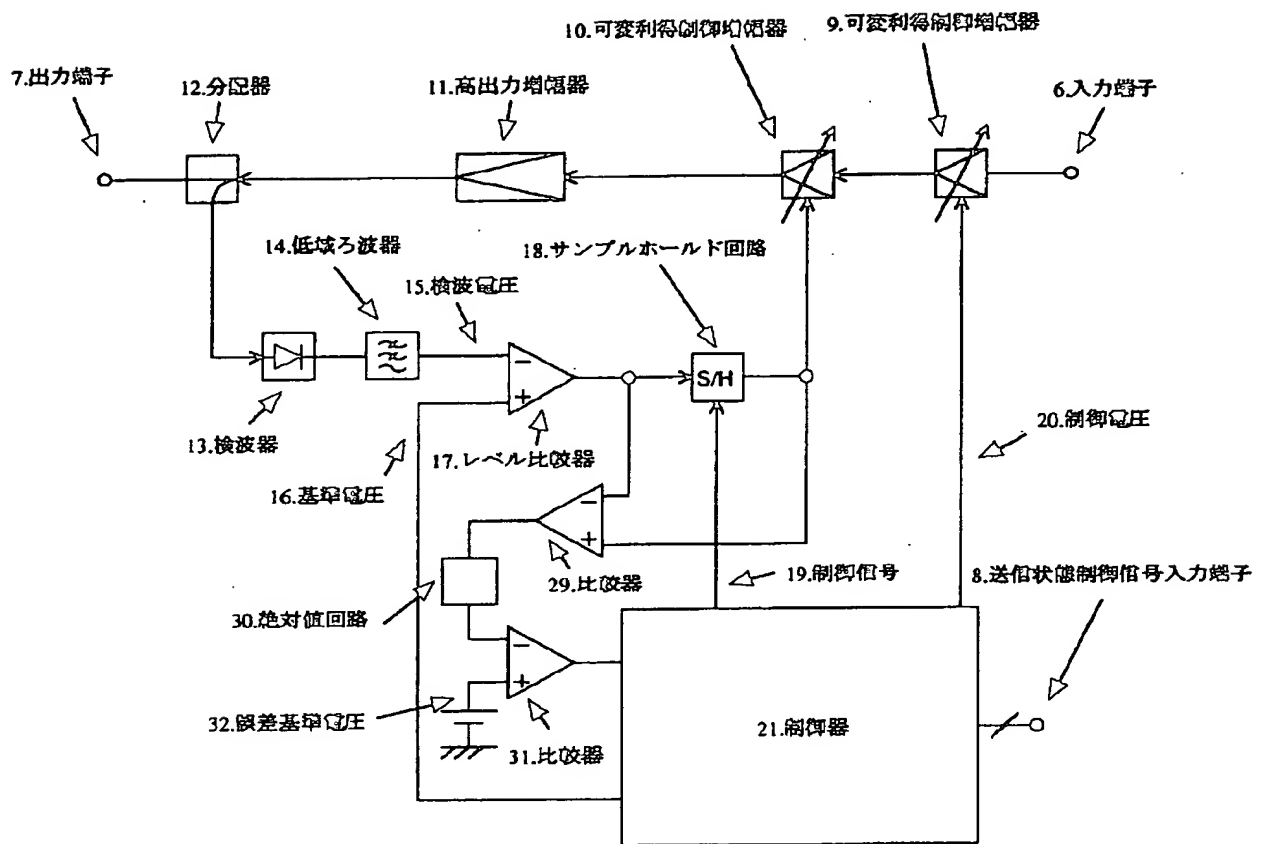 10.可変利得制御増幅器
9.可変利得制御増幅器
7.出力端子
12.分配器
11.高出力増幅器
6.入力端子
14.低域ろ波器
18.サンプルホールド回路
15.検波電圧
S/H
13.検波器
17.レベル比較器
20.制御電圧
16.基準電圧
29.比較器
19.制御信号
8.送信状態制御信号入力端子
30.絶対値回路
32.誤差基準電圧
31.比較器
21.制御器